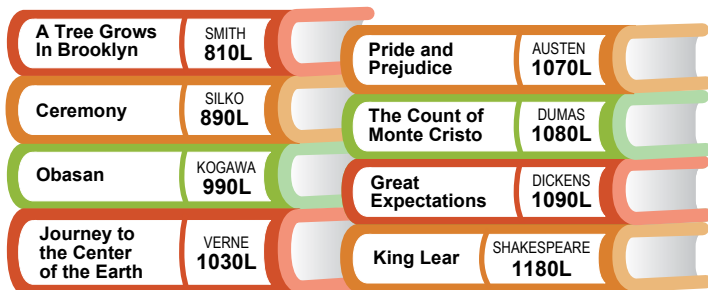 A Tree Grows
In Brooklyn
SMITH
810L
Ceremony
SILKO
890L
Obasan
KOGAWA
990L
Journey to
the Center
of the Earth
VERNE
1030L
Pride and
Prejudice
AUSTEN
1070L
The Count of
Monte Cristo
DUMAS
1080L
Great
Expectations
DICKENS
1090L
King Lear
SHAKESPEARE
1180L